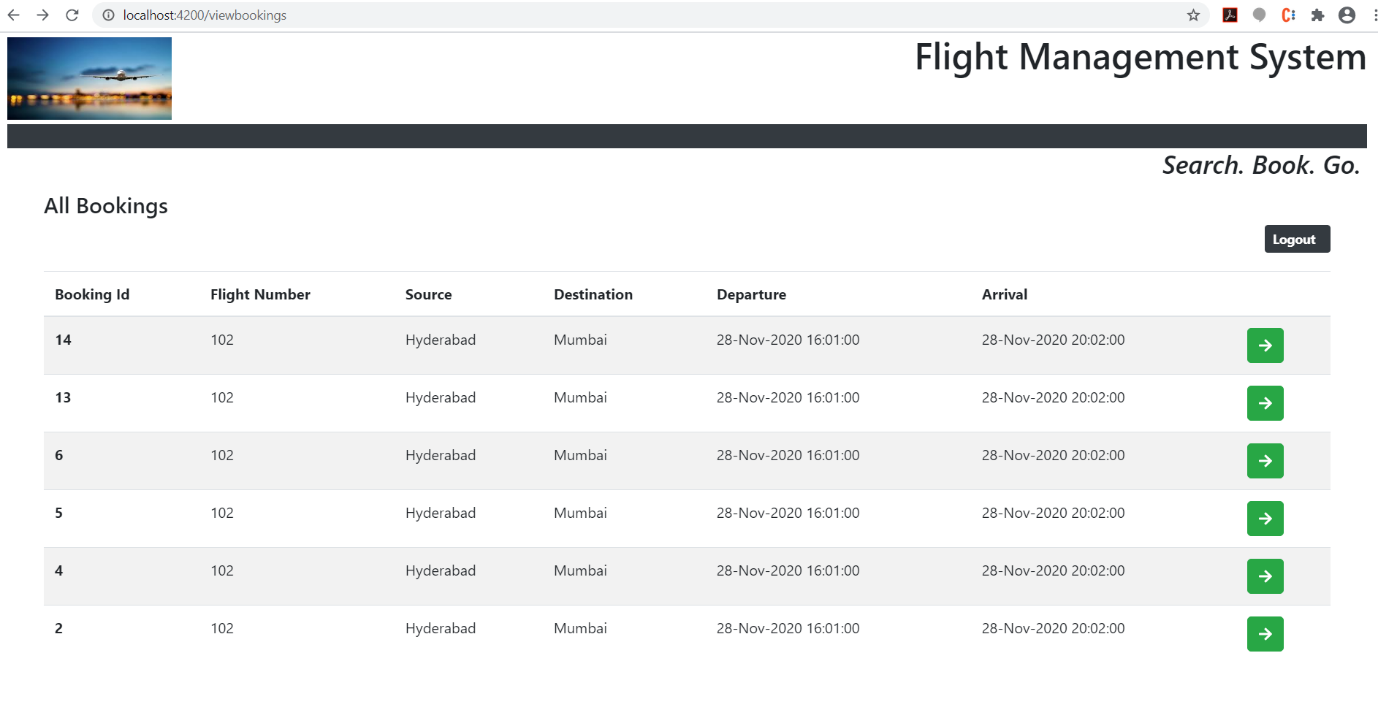 localhost:4200/viewbookings
Flight Management System
Search. Book. Go.
All Bookings
Logout
Booking Id Flight Number Source Destination Departure Arrival
14 102 Hyderabad Mumbai 28-Nov-2020 16:01:00 28-Nov-2020 20:02:00
13 102 Hyderabad Mumbai 28-Nov-2020 16:01:00 28-Nov-2020 20:02:00
6 102 Hyderabad Mumbai 28-Nov-2020 16:01:00 28-Nov-2020 20:02:00
5 102 Hyderabad Mumbai 28-Nov-2020 16:01:00 28-Nov-2020 20:02:00
4 102 Hyderabad Mumbai 28-Nov-2020 16:01:00 28-Nov-2020 20:02:00
2 102 Hyderabad Mumbai 28-Nov-2020 16:01:00 28-Nov-2020 20:02:00